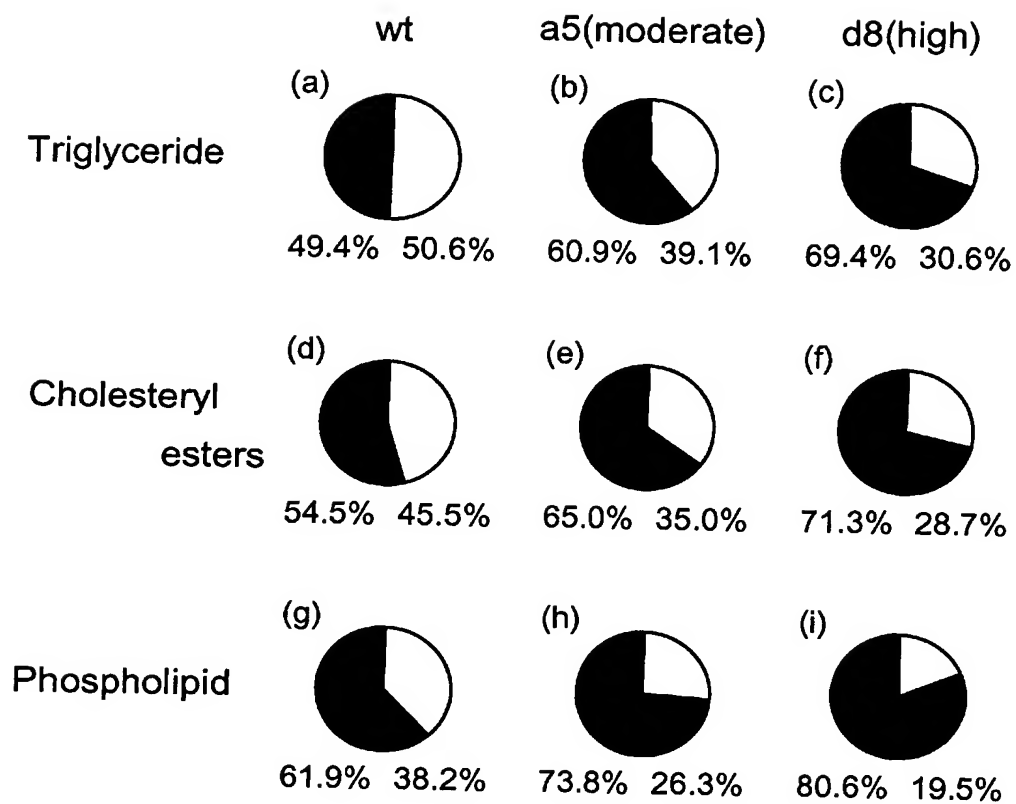 wt a5(moderate) d8(high)
(a) (b) (c)
Triglyceride
49.4% 50.6% 60.9% 39.1% 69.4% 30.6%
(d) (e) (f)
Cholesteryl
esters
54.5% 45.5% 65.0% 35.0% 71.3% 28.7%
(g) (h) (i)
Phospholipid
61.9% 38.2% 73.8% 26.3% 80.6% 19.5%